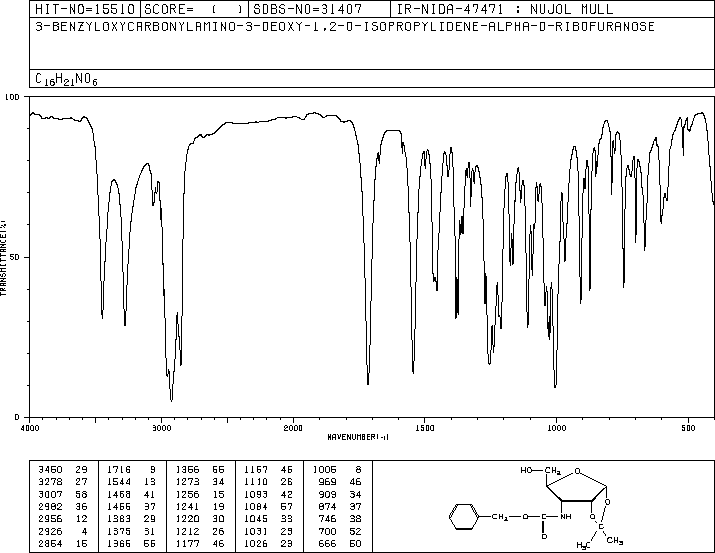 HIT-NO=15510 SCORE= ( ) SDBS-NO=31407 IR-NIDA-47471 : NUJOL MULL
3-BENZYLOXYCARBONYLAMINO-3-DEOXY-1,2-O-ISOPROPYLIDENE-ALPHA-D-RIBOFURANOSE
C16H21NO6
100
50
0
TRANSMITTANCE(%)
4000 3000 2000 1500 1000 500
WAVENUMBER(-1)
3450 29 1716 9 1356 55 1167 45 1006 8
3278 27 1544 13 1273 34 1110 26 969 46
3007 58 1468 41 1256 15 1093 42 909 34
2982 36 1455 37 1241 19 1084 57 874 37
2956 12 1383 29 1220 30 1045 33 746 38
2926 4 1375 31 1212 26 1031 29 700 52
2854 15 1365 55 1177 46 1026 23 666 50
HO-CH2 O
O
CH2-O-C-NH O C
O
H3C CH3